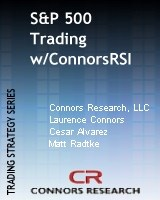 S&P 500
Trading
w/ConnorsRSI
Connors Research, LLC
Laurence Connors
Cesar Alvarez
Matt Radtke
TRADING STRATEGY SERIES
CR
CONNORS RESEARCH